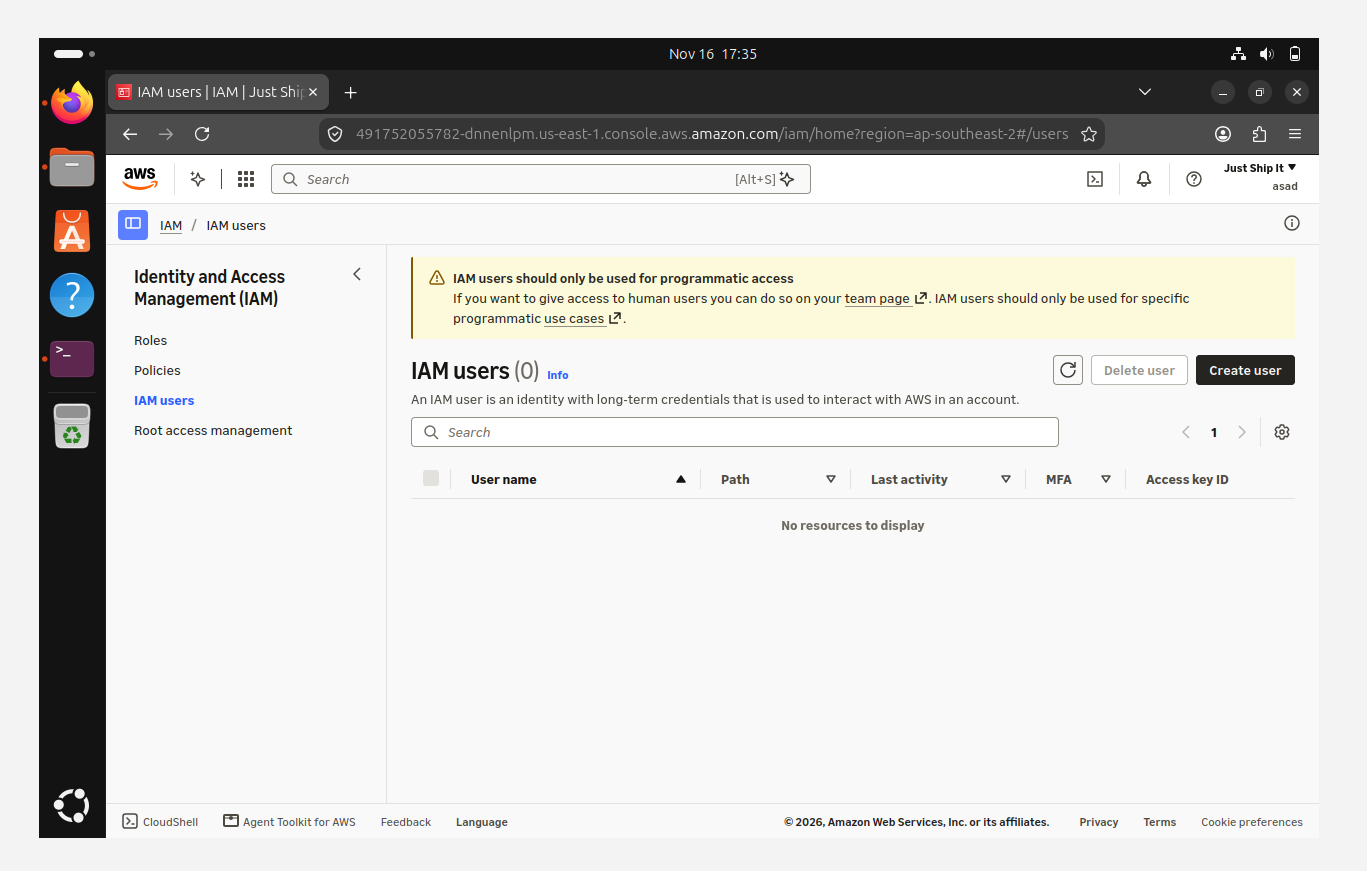 Nov 16 17:35
IAM users | IAM | Just Ship
491752055782-dnnenlpm.us-east-1.console.aws.amazon.com/iam/home?region=ap-southeast-2#/users
aws
Search
[Alt+S]
Just Ship It
asad
IAM / IAM users
Identity and Access Management (IAM)
Roles
Policies
IAM users
Root access management
IAM users should only be used for programmatic access
If you want to give access to human users you can do so on your team page. IAM users should only be used for specific
programmatic use cases.
IAM users (0) Info
Delete user
Create user
An IAM user is an identity with long-term credentials that is used to interact with AWS in an account.
Search
1
User name
Path
Last activity
MFA
Access key ID
No resources to display
CloudShell
Agent Toolkit for AWS
Feedback
Language
© 2026, Amazon Web Services, Inc. or its affiliates.
Privacy
Terms
Cookie preferences